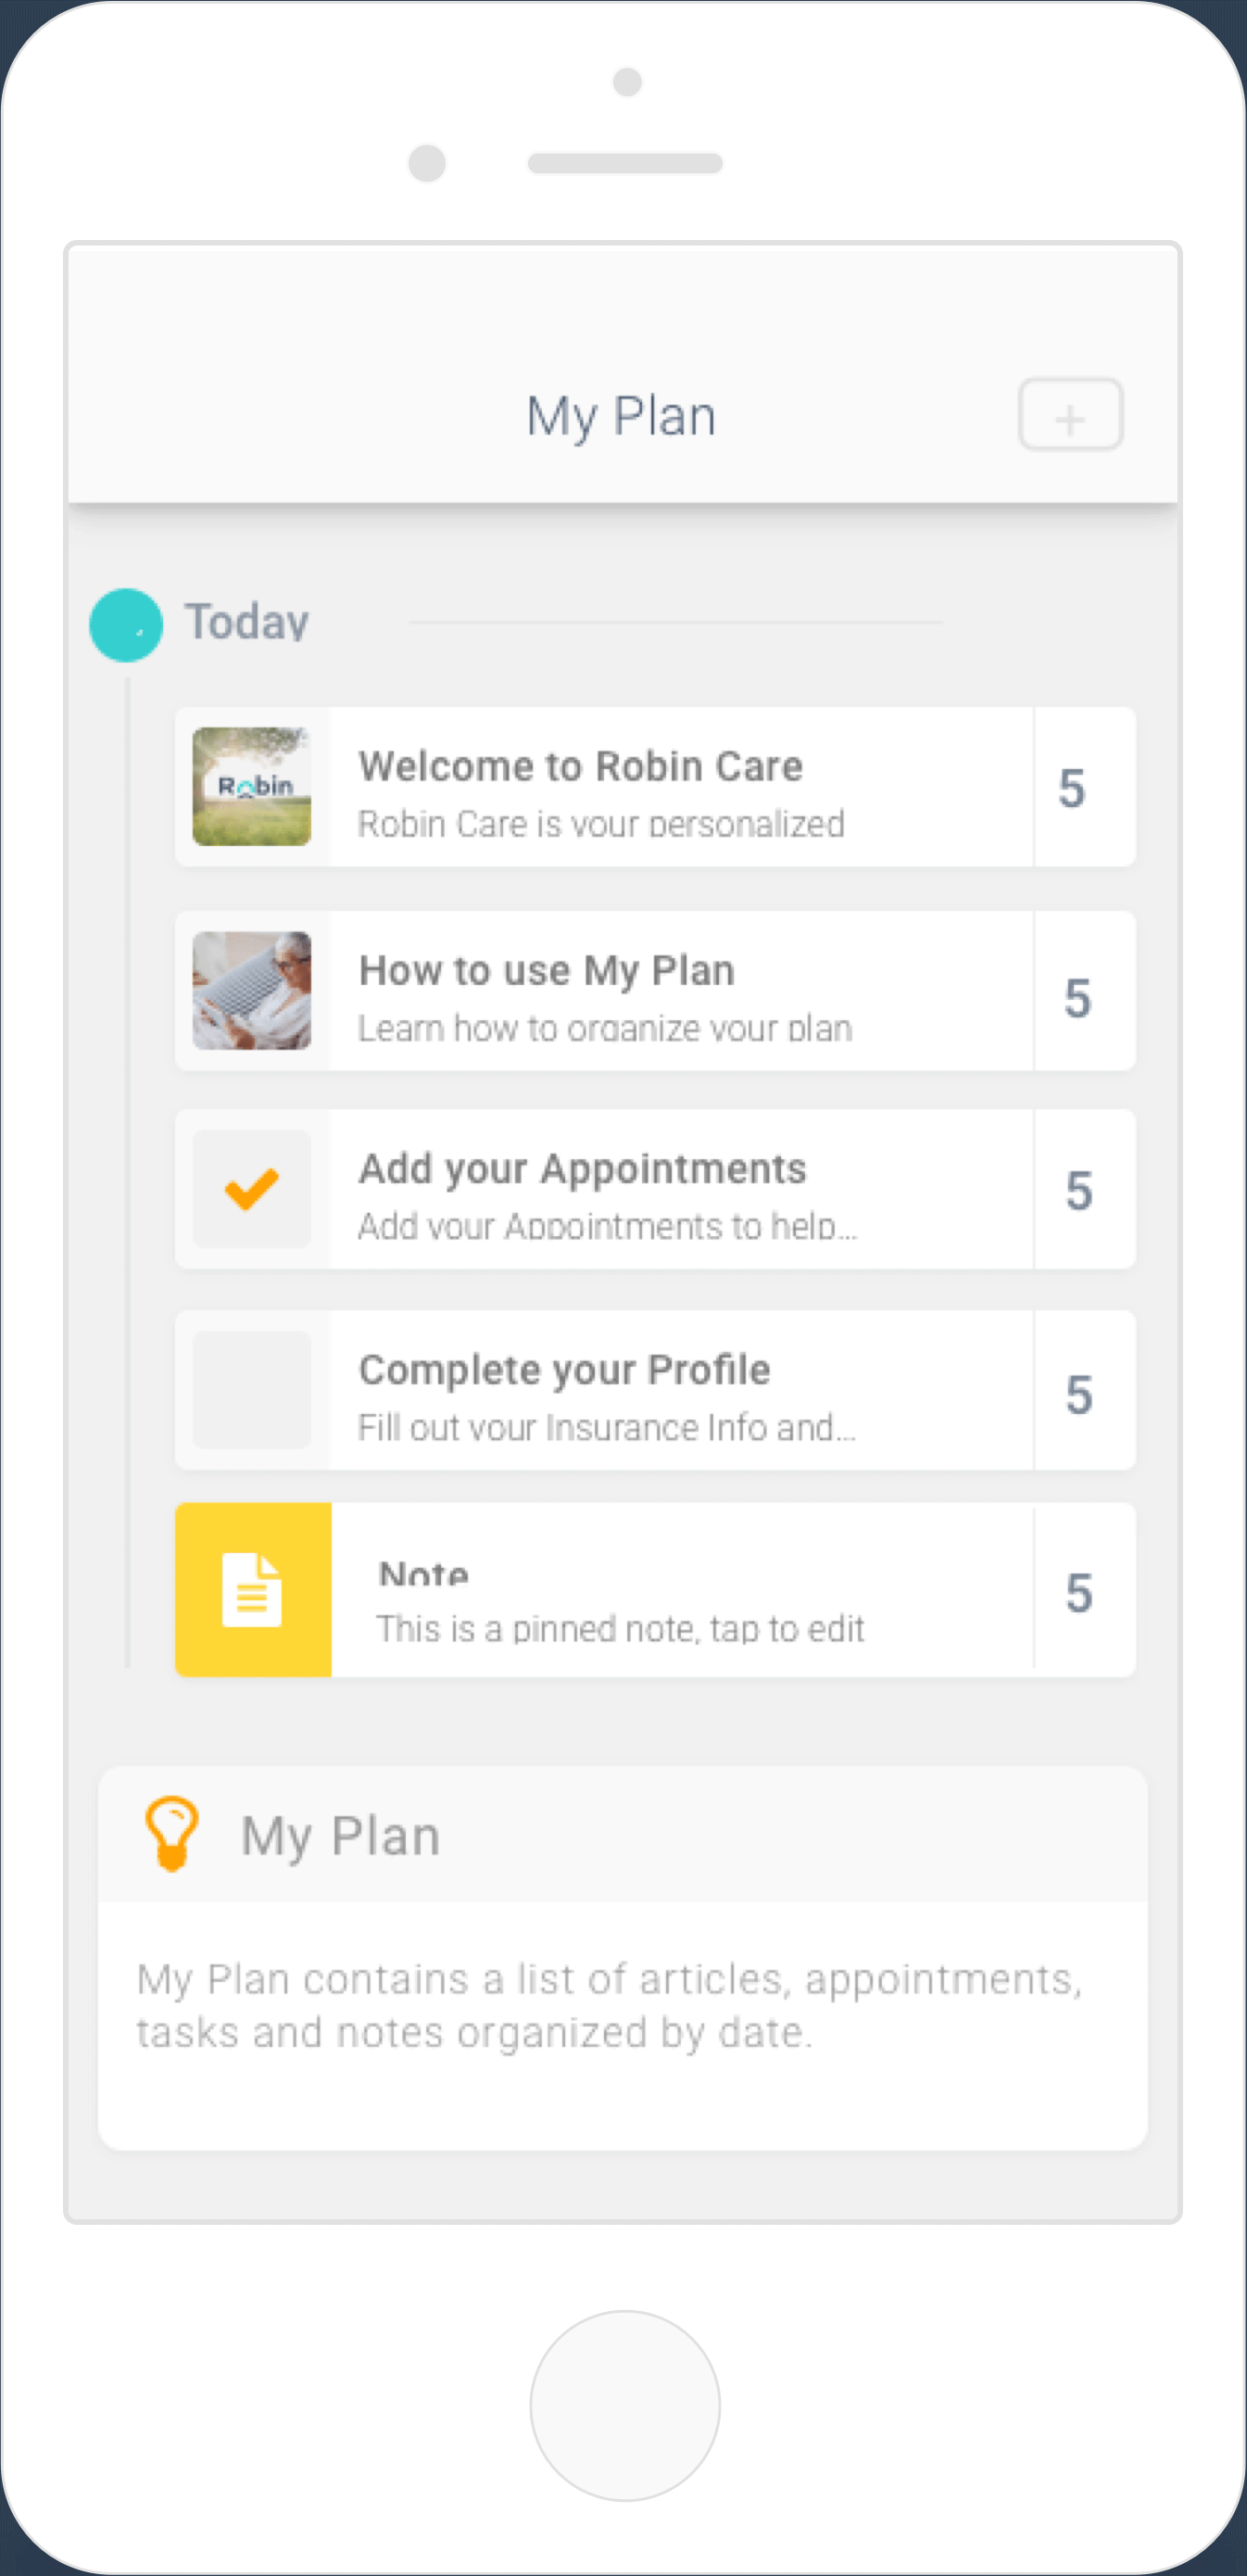 My Plan
+
Today
Robin
Welcome to Robin Care
Robin Care is your personalized
5
How to use My Plan
Learn how to organize your plan
5
Add your Appointments
Add your Appointments to help...
5
Complete your Profile
Fill out your Insurance Info and...
5
Note
This is a pinned note, tap to edit
5
My Plan
My Plan contains a list of articles, appointments,
tasks and notes organized by date.